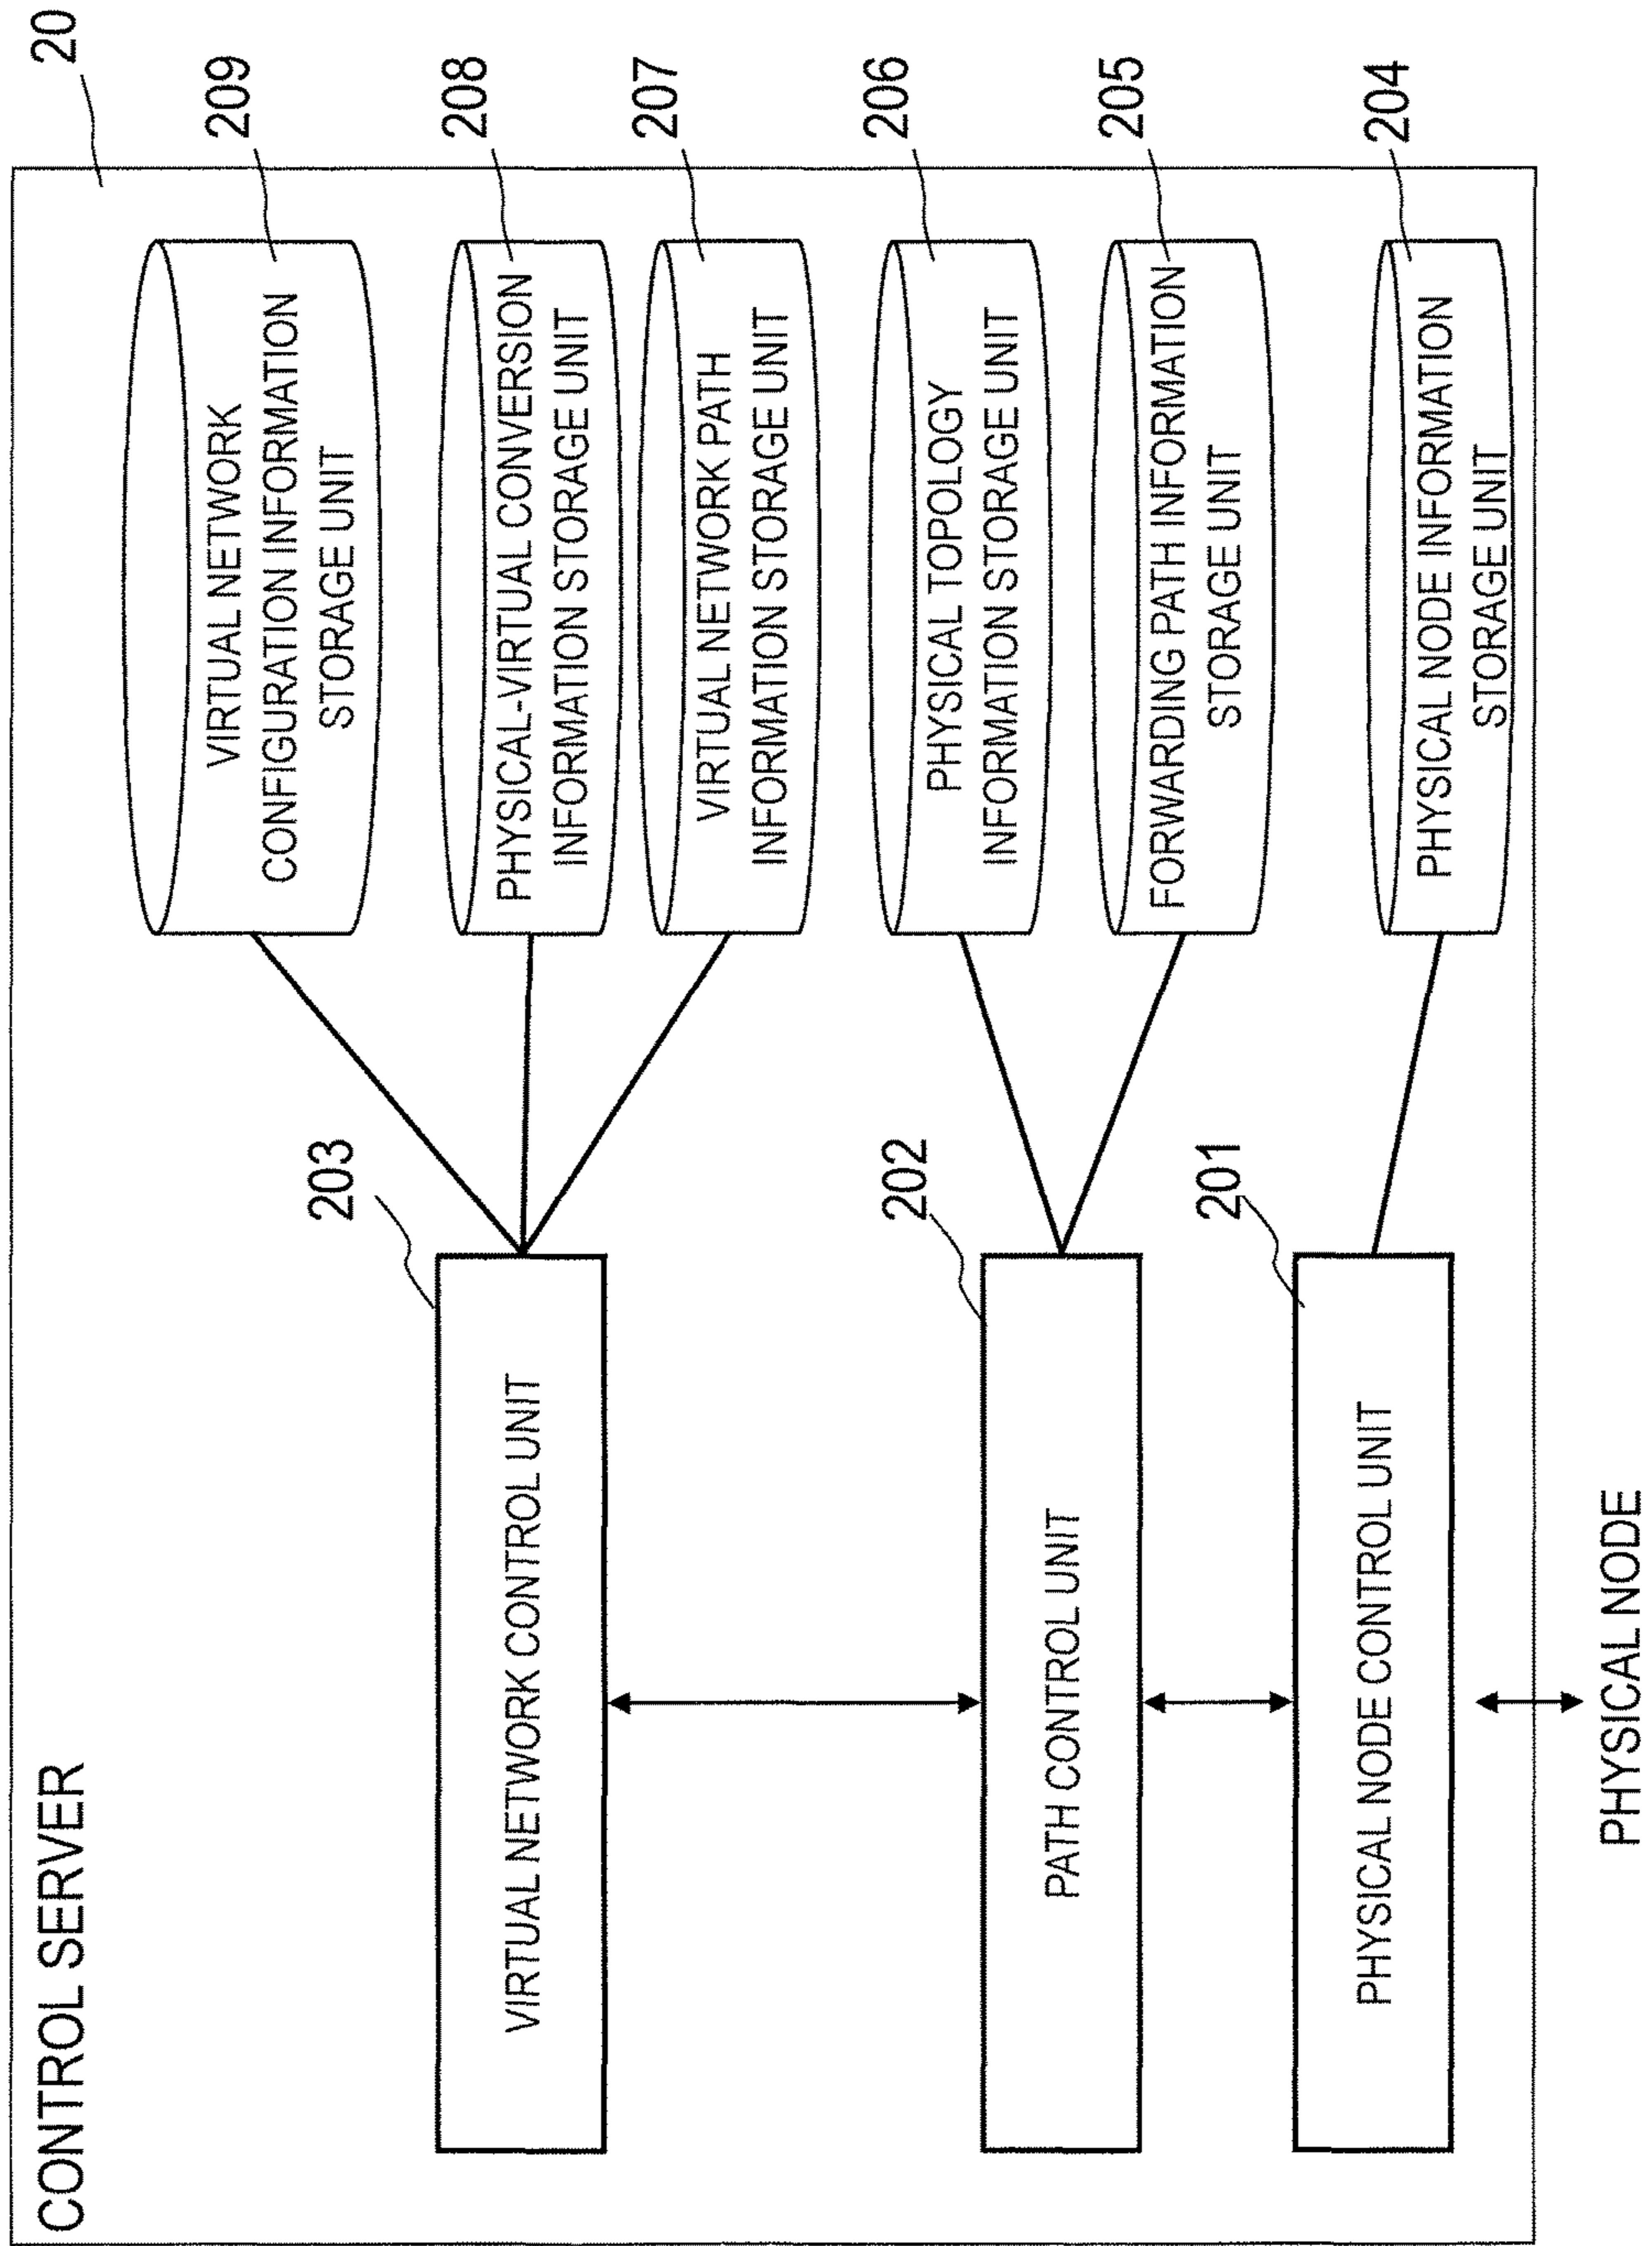 CONTROL SERVER
20
VIRTUAL NETWORK
CONFIGURATION INFORMATION
STORAGE UNIT
209
203
VIRTUAL NETWORK CONTROL UNIT
PHYSICAL-VIRTUAL CONVERSION
INFORMATION STORAGE UNIT
208
VIRTUAL NETWORK PATH
INFORMATION STORAGE UNIT
207
PHYSICAL TOPOLOGY
INFORMATION STORAGE UNIT
206
202
PATH CONTROL UNIT
FORWARDING PATH INFORMATION
STORAGE UNIT
205
201
PHYSICAL NODE CONTROL UNIT
PHYSICAL NODE INFORMATION
STORAGE UNIT
204
PHYSICAL NODE